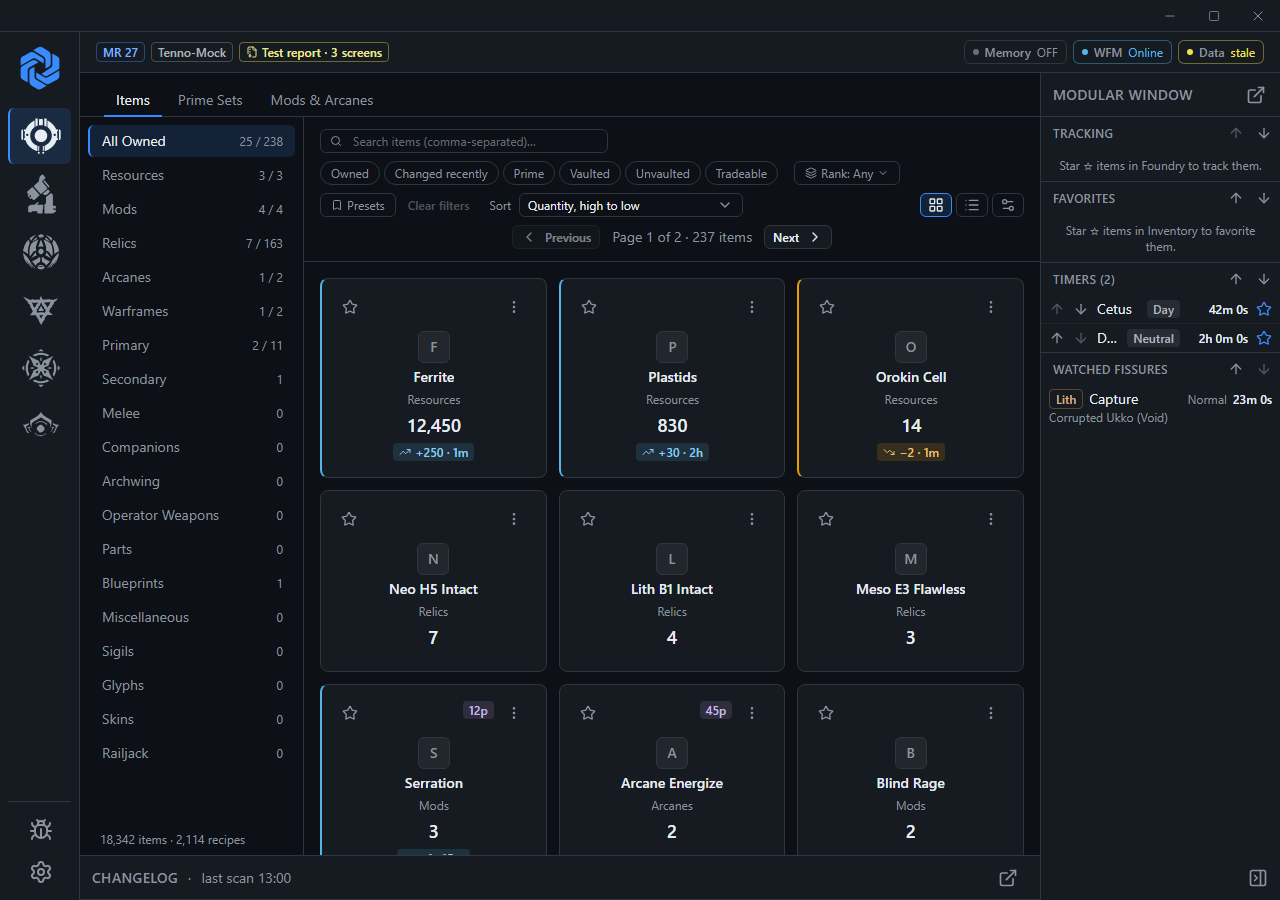 MR 27 Tenno-Mock Test report · 3 screens Memory OFF WFM Online Data stale
Items Prime Sets Mods & Arcanes
All Owned 25 / 238
Resources 3 / 3
Mods 4 / 4
Relics 7 / 163
Arcanes 1 / 2
Warframes 1 / 2
Primary 2 / 11
Secondary 1
Melee 0
Companions 0
Archwing 0
Operator Weapons 0
Parts 0
Blueprints 1
Miscellaneous 0
Sigils 0
Glyphs 0
Skins 0
Railjack 0
18,342 items · 2,114 recipes
Search items (comma-separated)...
Owned Changed recently Prime Vaulted Unvaulted Tradeable Rank: Any
Presets Clear filters Sort Quantity, high to low
Previous Page 1 of 2 · 237 items Next
F
Ferrite
Resources
12,450
+250 · 1m
P
Plastids
Resources
830
+30 · 2h
O
Orokin Cell
Resources
14
−2 · 1m
N
Neo H5 Intact
Relics
7
L
Lith B1 Intact
Relics
4
M
Meso E3 Flawless
Relics
3
12p
S
Serration
Mods
3
45p
A
Arcane Energize
Arcanes
2
B
Blind Rage
Mods
2
MODULAR WINDOW
TRACKING
Star ☆ items in Foundry to track them.
FAVORITES
Star ☆ items in Inventory to favorite
them.
TIMERS (2)
Cetus Day 42m 0s
D... Neutral 2h 0m 0s
WATCHED FISSURES
Lith Capture Normal 23m 0s
Corrupted Ukko (Void)
CHANGELOG · last scan 13:00